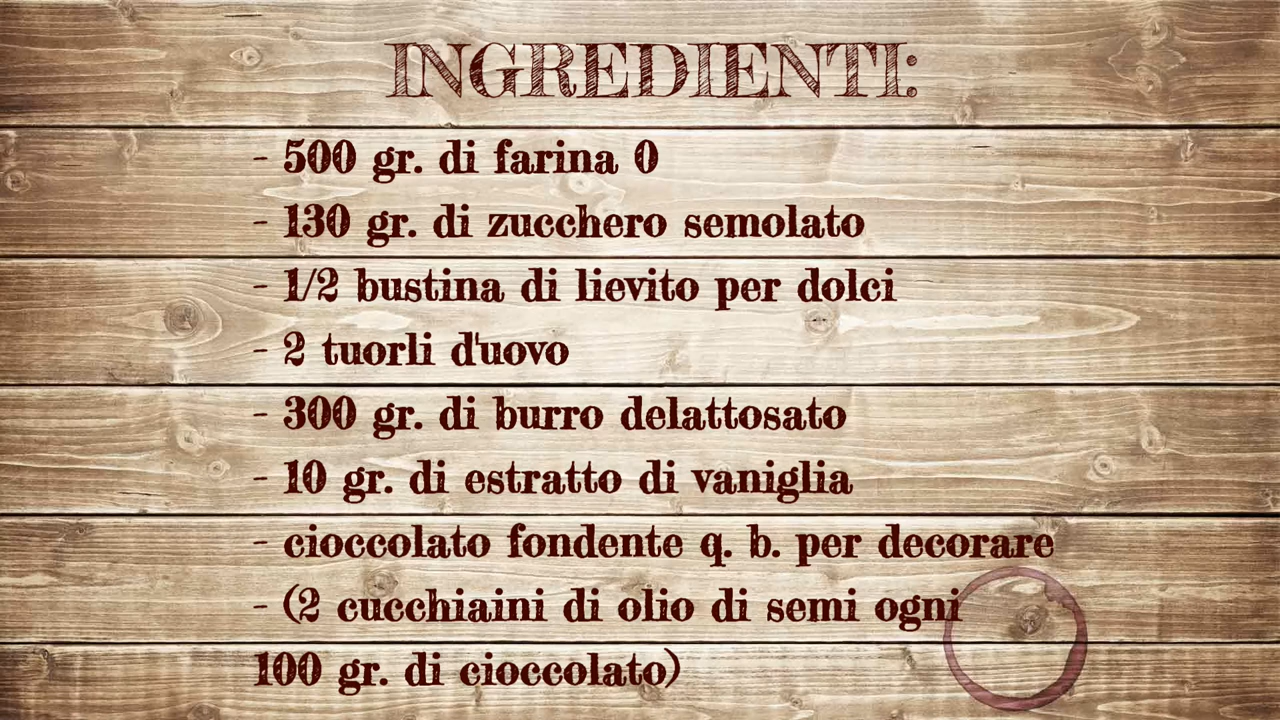 INGREDIENTI:
- 500 gr. di farina 0
- 130 gr. di zucchero semolato
- 1/2 bustina di lievito per dolci
- 2 tuorli d'uovo
- 300 gr. di burro delattosato
- 10 gr. di estratto di vaniglia
- cioccolato fondente q. b. per decorare
- (2 cucchiaini di olio di semi ogni
100 gr. di cioccolato)